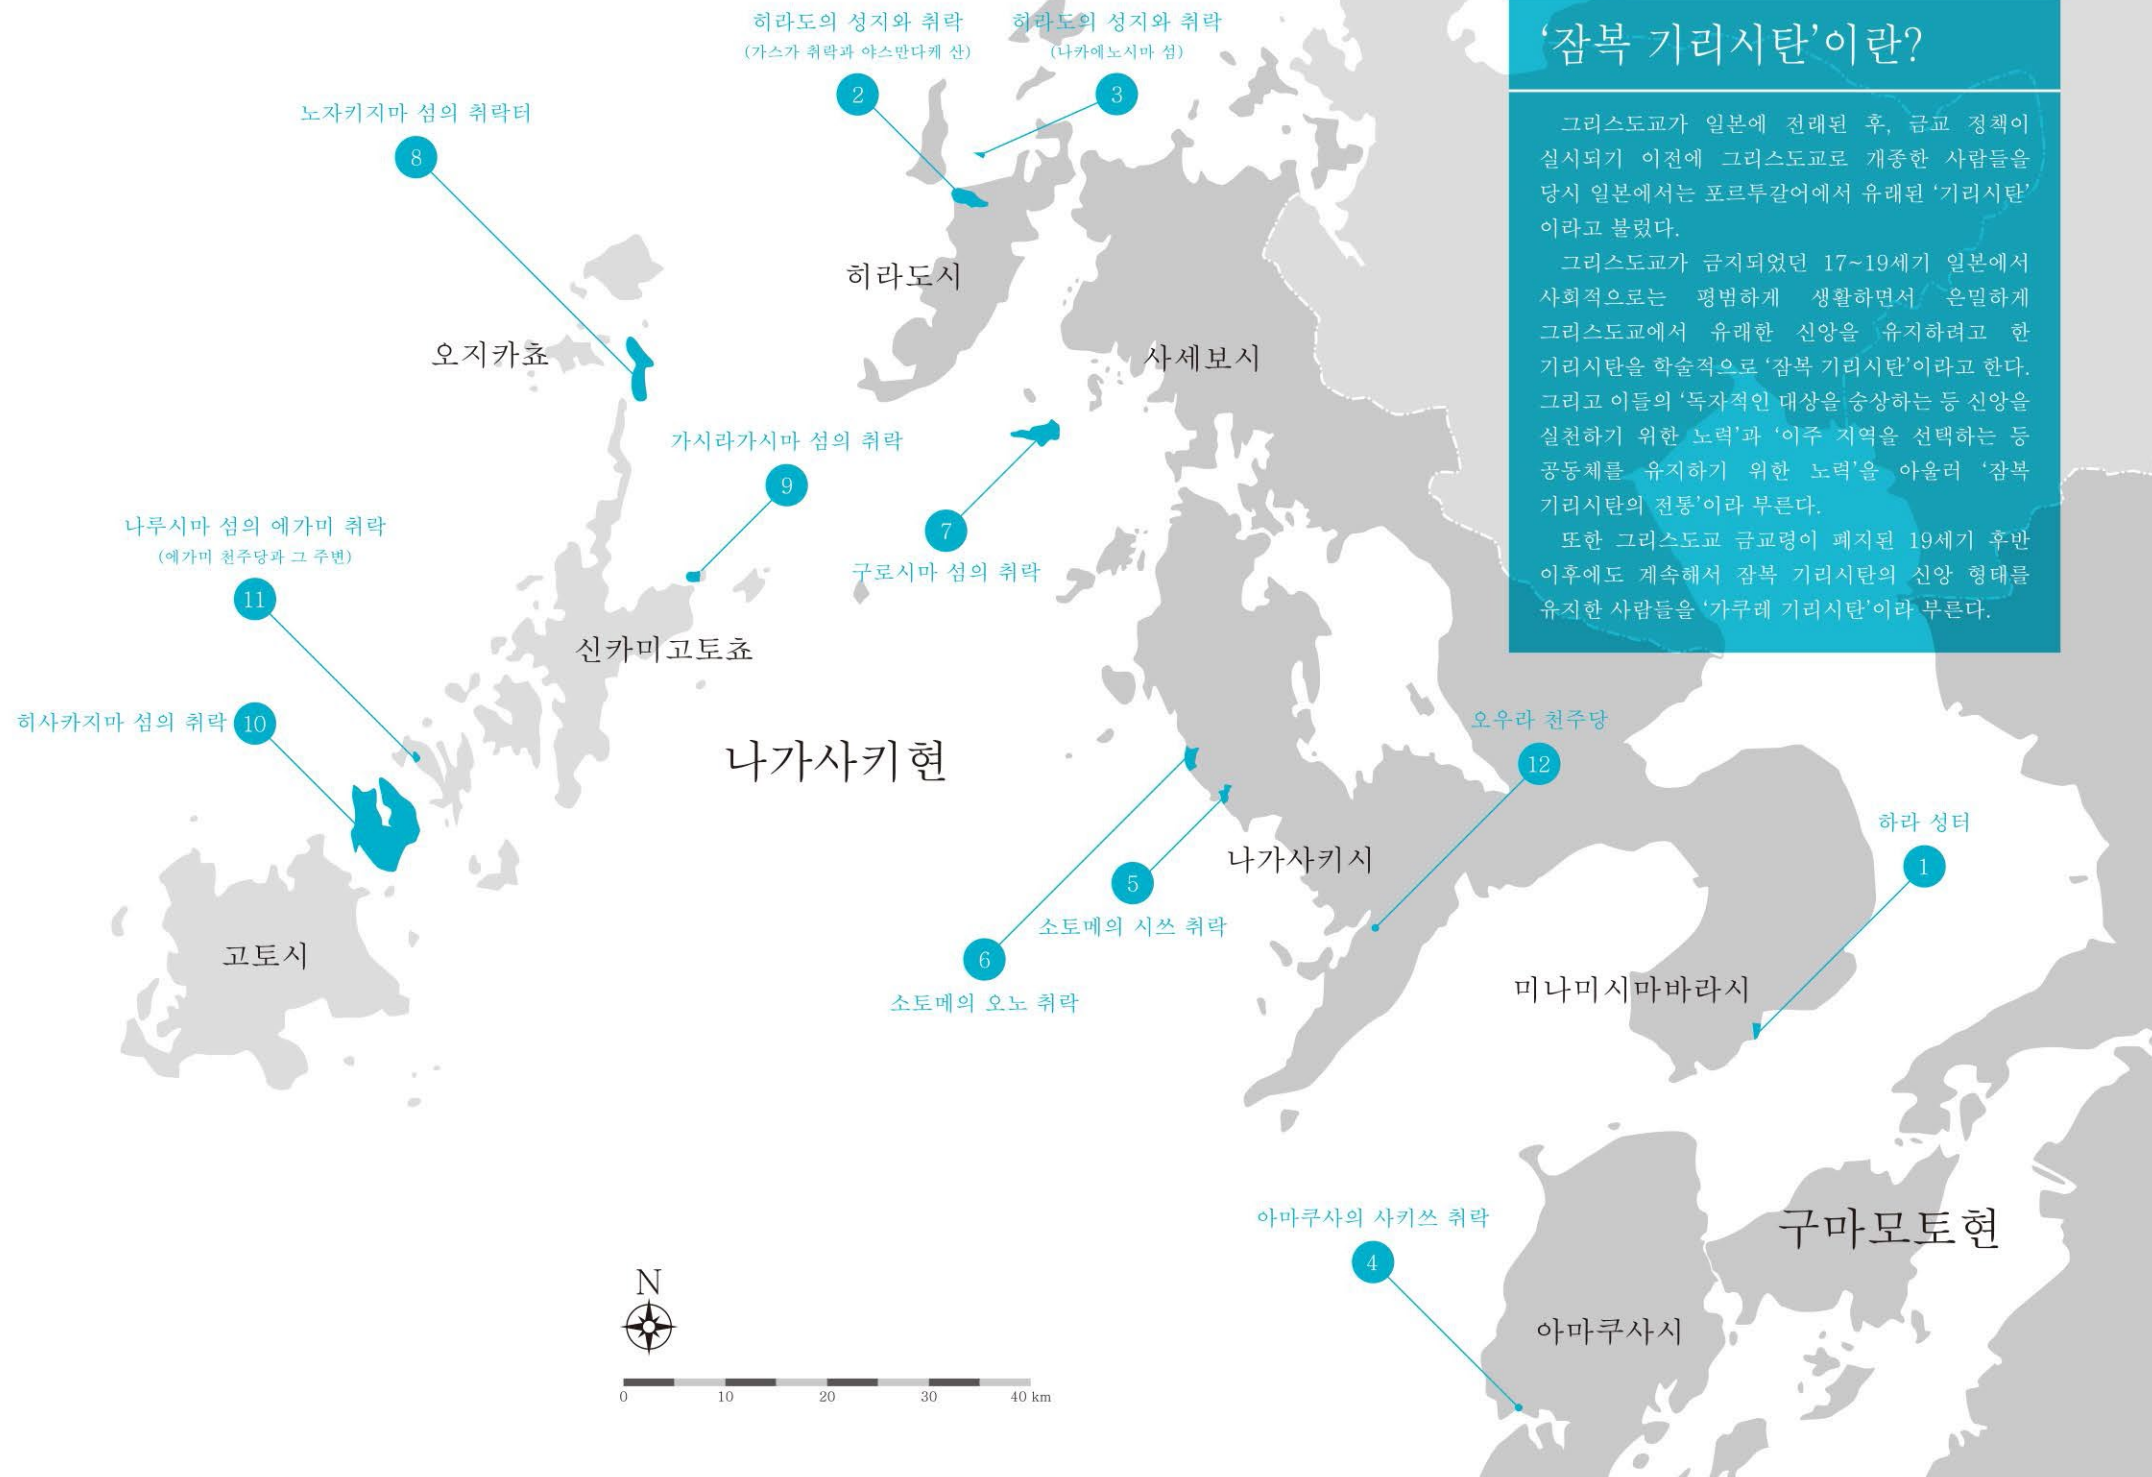 히라도의 성지와 취락
(가스가 취락과 야스만다케 산)
2
히라도의 성지와 취락
(나카에노시마 섬)
3
노자키지마 섬의 취락터
8
히라도시
오지카쵸
사세보시
가시라가시마 섬의 취락
9
7
구로시마 섬의 취락
나루시마 섬의 에가미 취락
(에가미 천주당과 그 주변)
11
신카미고토쵸
히사카지마 섬의 취락
10
나가사키현
오우라 천주당
12
하라 성터
1
나가사키시
5
소토메의 시쓰 취락
6
소토메의 오노 취락
고토시
미나미시마바라시
아마쿠사의 사키쓰 취락
4
구마모토현
아마쿠사시
N
0 10 20 30 40 km
‘잠복 기리시탄’이란?
그리스도교가 일본에 전래된 후, 금교 정책이
실시되기 이전에 그리스도교로 개종한 사람들을
당시 일본에서는 포르투갈어에서 유래된 ‘기리시탄’
이라고 불렀다.
그리스도교가 금지되었던 17~19세기 일본에서
사회적으로는 평범하게 생활하면서 은밀하게
그리스도교에서 유래한 신앙을 유지하려고 한
기리시탄을 학술적으로 ‘잠복 기리시탄’이라고 한다.
그리고 이들의 ‘독자적인 대상을 숭상하는 등 신앙을
실천하기 위한 노력’과 ‘이주 지역을 선택하는 등
공동체를 유지하기 위한 노력’을 아울러 ‘잠복
기리시탄의 전통’이라 부른다.
또한 그리스도교 금교령이 폐지된 19세기 후반
이후에도 계속해서 잠복 기리시탄의 신앙 형태를
유지한 사람들을 ‘가쿠레 기리시탄’이라 부른다.